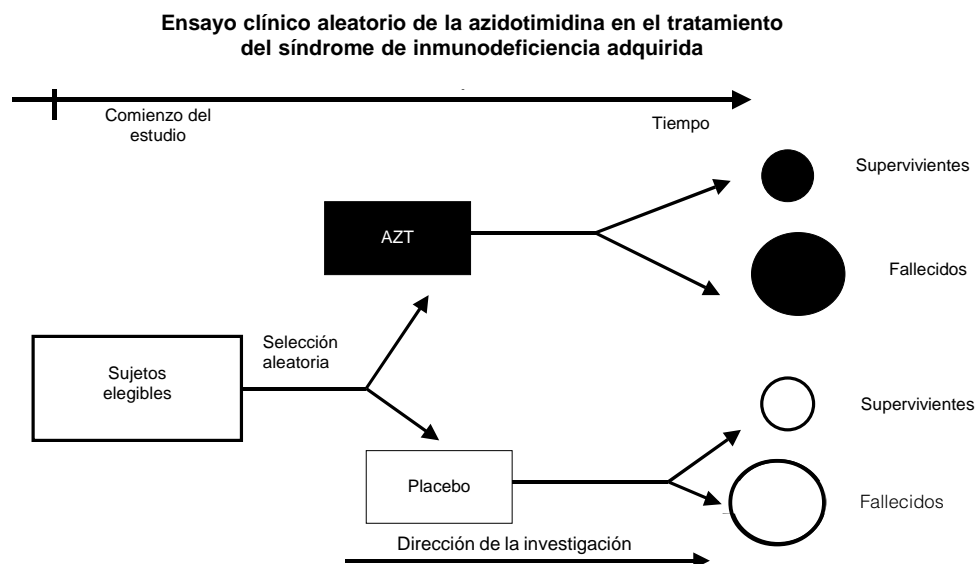 Ensayo clínico aleatorio de la azidotimidina en el tratamiento
del síndrome de inmunodeficiencia adquirida
Comienzo del
estudio
Tiempo
Supervivientes
AZT
Fallecidos
Selección
aleatoria
Sujetos
elegibles
Supervivientes
Placebo
Fallecidos
Dirección de la investigación